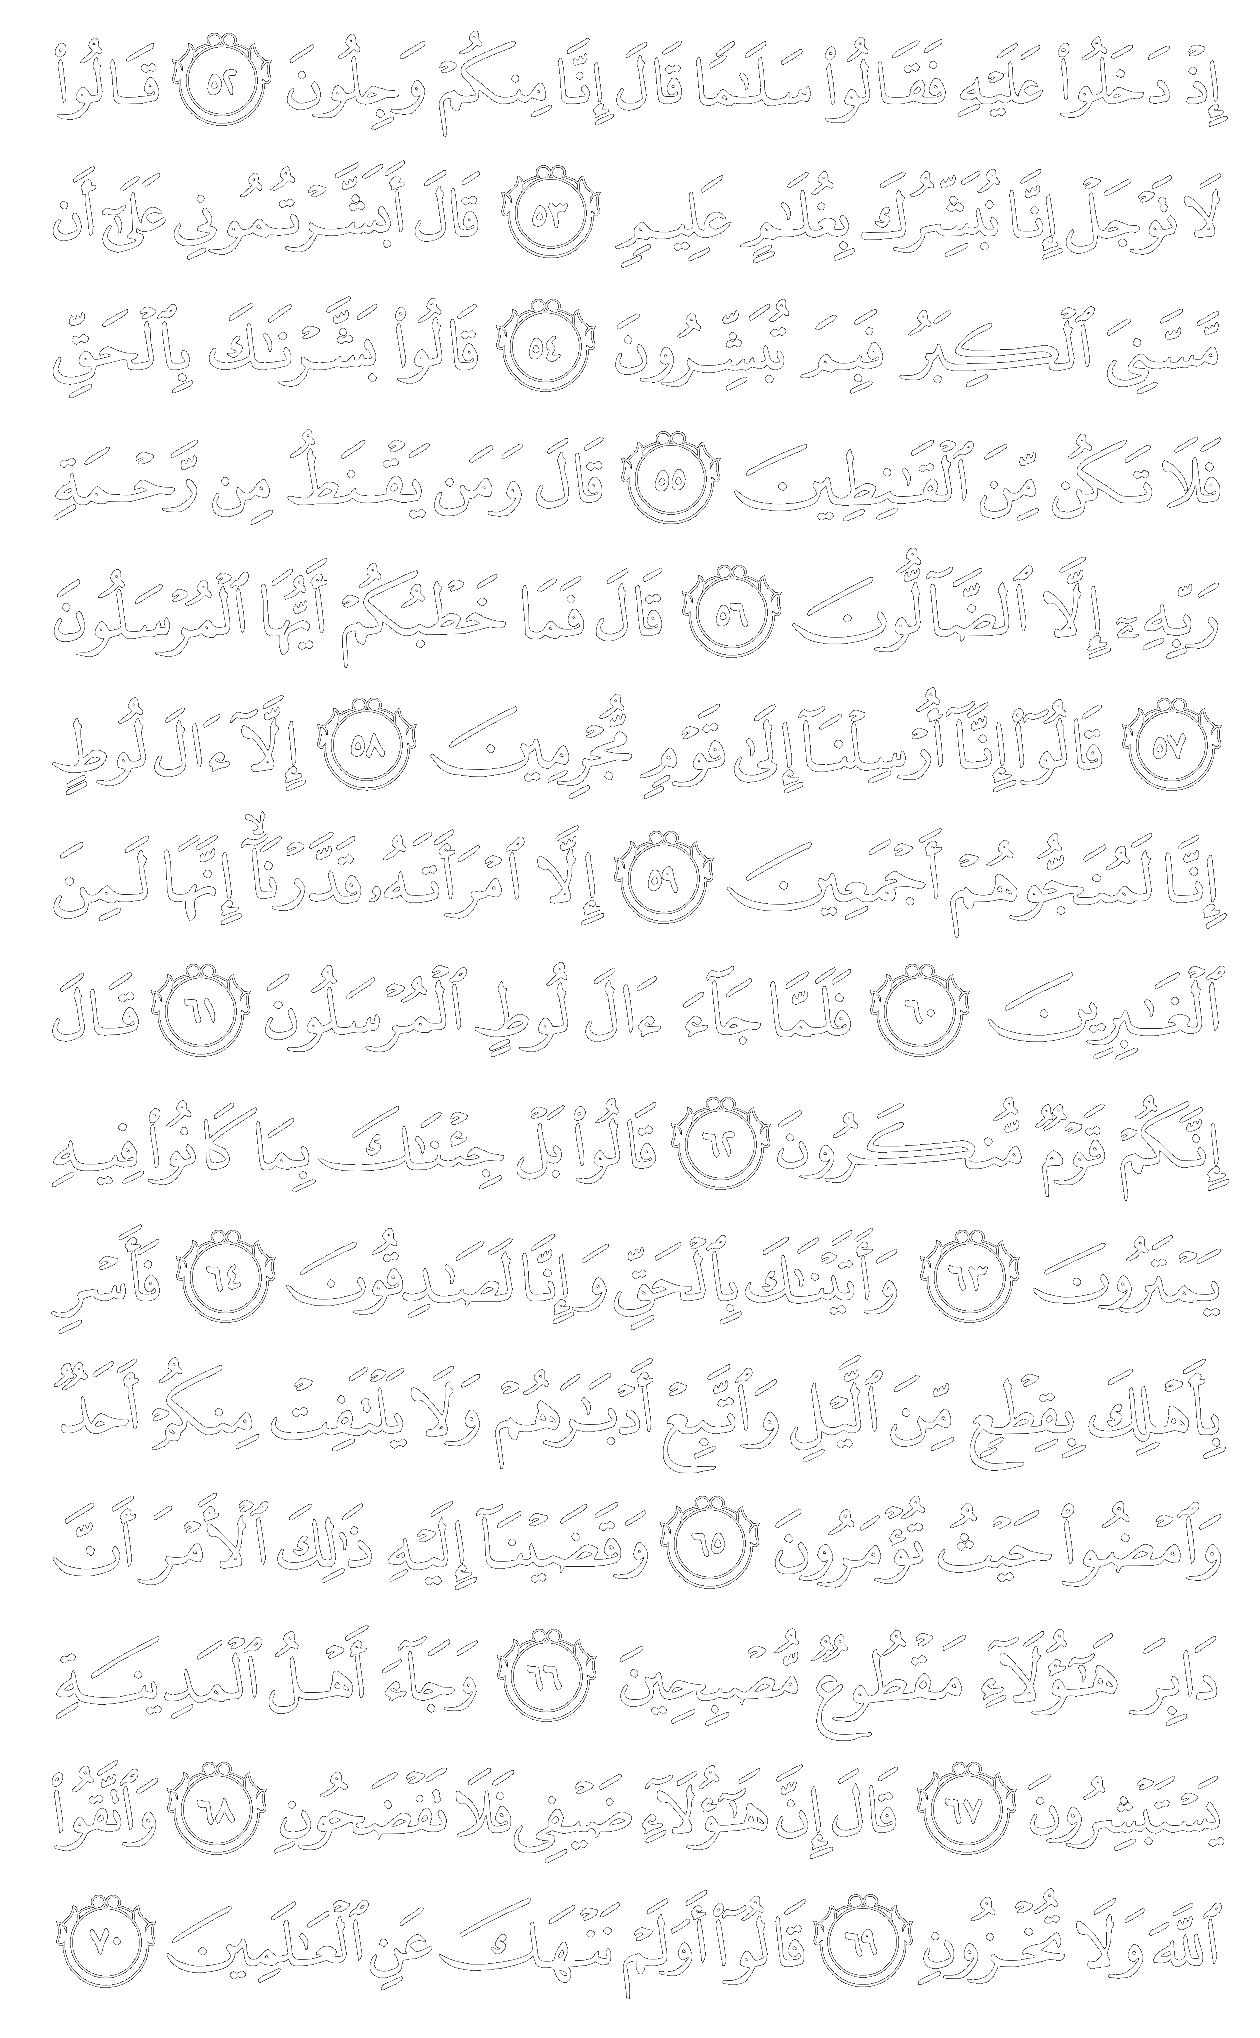 إِذْ دَخَلُواْ عَلَيْهِ فَقَالُواْ سَلَٰمًا قَالَ إِنَّا مِنكُمْ وَجِلُونَ ٥٢ قَالُواْ
لَا تَوْجَلْ إِنَّا نُبَشِّرُكَ بِغُلَٰمٍ عَلِيمٍ ٥٣ قَالَ أَبَشَّرْتُمُونِي عَلَىٰٓ أَن
مَّسَّنِيَ ٱلْكِبَرُ فَبِمَ تُبَشِّرُونَ ٥٤ قَالُواْ بَشَّرْنَٰكَ بِٱلْحَقِّ
فَلَا تَكُن مِّنَ ٱلْقَٰنِطِينَ ٥٥ قَالَ وَمَن يَقْنَطُ مِن رَّحْمَةِ
رَبِّهِۦٓ إِلَّا ٱلضَّآلُّونَ ٥٦ قَالَ فَمَا خَطْبُكُمْ أَيُّهَا ٱلْمُرْسَلُونَ
٥٧ قَالُوٓاْ إِنَّآ أُرْسِلْنَآ إِلَىٰ قَوْمٍ مُّجْرِمِينَ ٥٨ إِلَّآ ءَالَ لُوطٍ
إِنَّا لَمُنَجُّوهُمْ أَجْمَعِينَ ٥٩ إِلَّا ٱمْرَأَتَهُۥ قَدَّرْنَآ ۙ إِنَّهَا لَمِنَ
ٱلْغَٰبِرِينَ ٦٠ فَلَمَّا جَآءَ ءَالَ لُوطٍ ٱلْمُرْسَلُونَ ٦١ قَالَ
إِنَّكُمْ قَوْمٌ مُّنكَرُونَ ٦٢ قَالُواْ بَلْ جِئْنَٰكَ بِمَا كَانُواْ فِيهِ
يَمْتَرُونَ ٦٣ وَأَتَيْنَٰكَ بِٱلْحَقِّ وَإِنَّا لَصَٰدِقُونَ ٦٤ فَأَسْرِ
بِأَهْلِكَ بِقِطْعٍ مِّنَ ٱلَّيْلِ وَٱتَّبِعْ أَدْبَٰرَهُمْ وَلَا يَلْتَفِتْ مِنكُمْ أَحَدٌ
وَٱمْضُواْ حَيْثُ تُؤْمَرُونَ ٦٥ وَقَضَيْنَآ إِلَيْهِ ذَٰلِكَ ٱلْأَمْرَ أَنَّ
دَابِرَ هَٰٓؤُلَآءِ مَقْطُوعٌ مُّصْبِحِينَ ٦٦ وَجَآءَ أَهْلُ ٱلْمَدِينَةِ
يَسْتَبْشِرُونَ ٦٧ قَالَ إِنَّ هَٰٓؤُلَآءِ ضَيْفِي فَلَا تَفْضَحُونِ ٦٨ وَٱتَّقُواْ
ٱللَّهَ وَلَا تُخْزُونِ ٦٩ قَالُوٓاْ أَوَلَمْ نَنْهَكَ عَنِ ٱلْعَٰلَمِينَ ٧٠